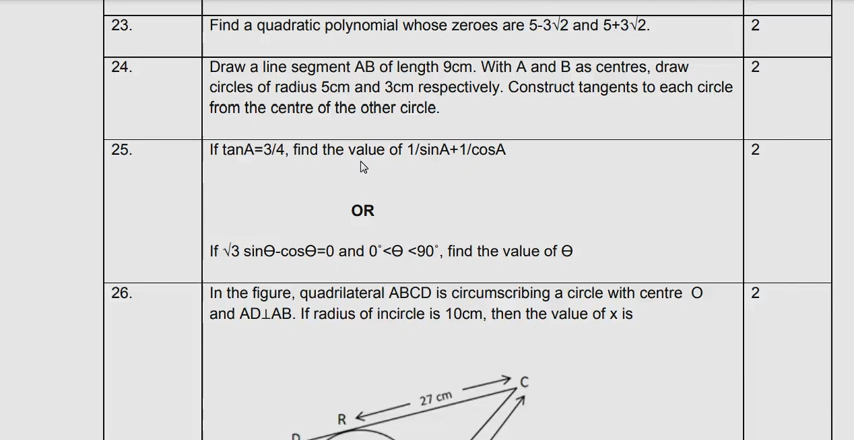 23. Find a quadratic polynomial whose zeroes are 5-3√2 and 5+3√2. 2
24. Draw a line segment AB of length 9cm. With A and B as centres, draw 2
circles of radius 5cm and 3cm respectively. Construct tangents to each circle
from the centre of the other circle.
25. If tanA=3/4, find the value of 1/sinA+1/cosA 2
OR
If √3 sinӨ-cosӨ=0 and 0˚<Ө <90˚, find the value of Ө
26. In the figure, quadrilateral ABCD is circumscribing a circle with centre O 2
and AD⊥AB. If radius of incircle is 10cm, then the value of x is
C
27 cm
R
D